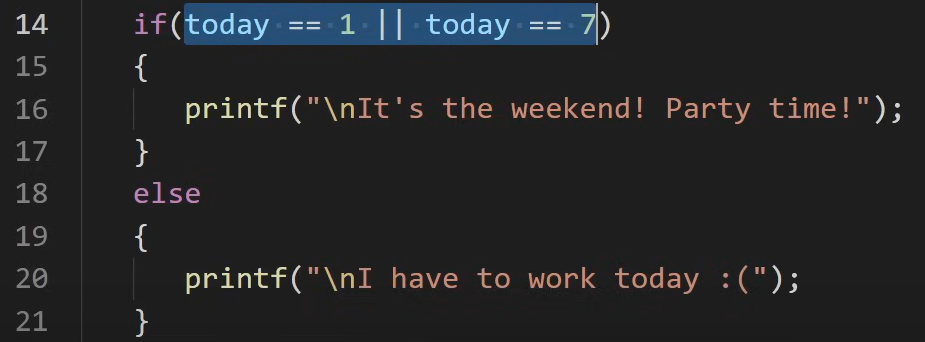 14 if(today == 1 || today == 7)
15 {
16 printf("\nIt's the weekend! Party time!");
17 }
18 else
19 {
20 printf("\nI have to work today :(");
21 }